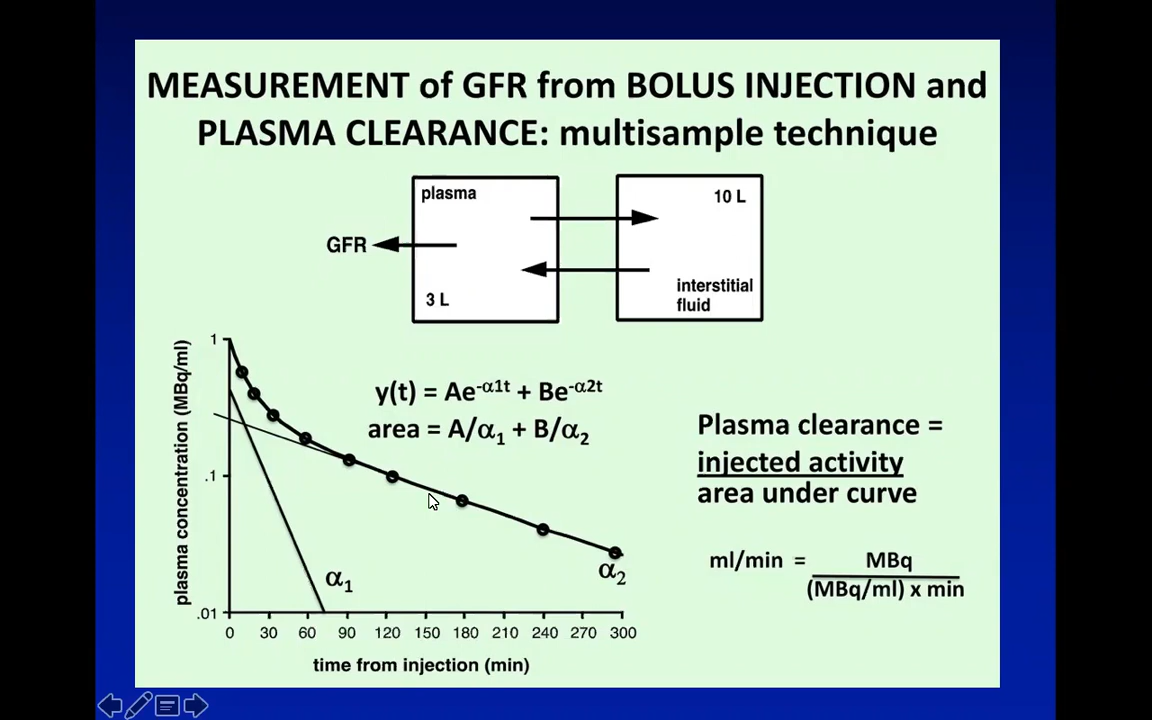 MEASUREMENT of GFR from BOLUS INJECTION and
PLASMA CLEARANCE: multisample technique
plasma
10 L
GFR
interstitial
fluid
3 L
plasma concentration (MBq/ml)
1
.1
.01
y(t) = Ae-α1t + Be-α2t
area = A/α1 + B/α2
α1
α2
0 30 60 90 120 150 180 210 240 270 300
time from injection (min)
Plasma clearance =
injected activity
area under curve
ml/min = MBq
(MBq/ml) x min